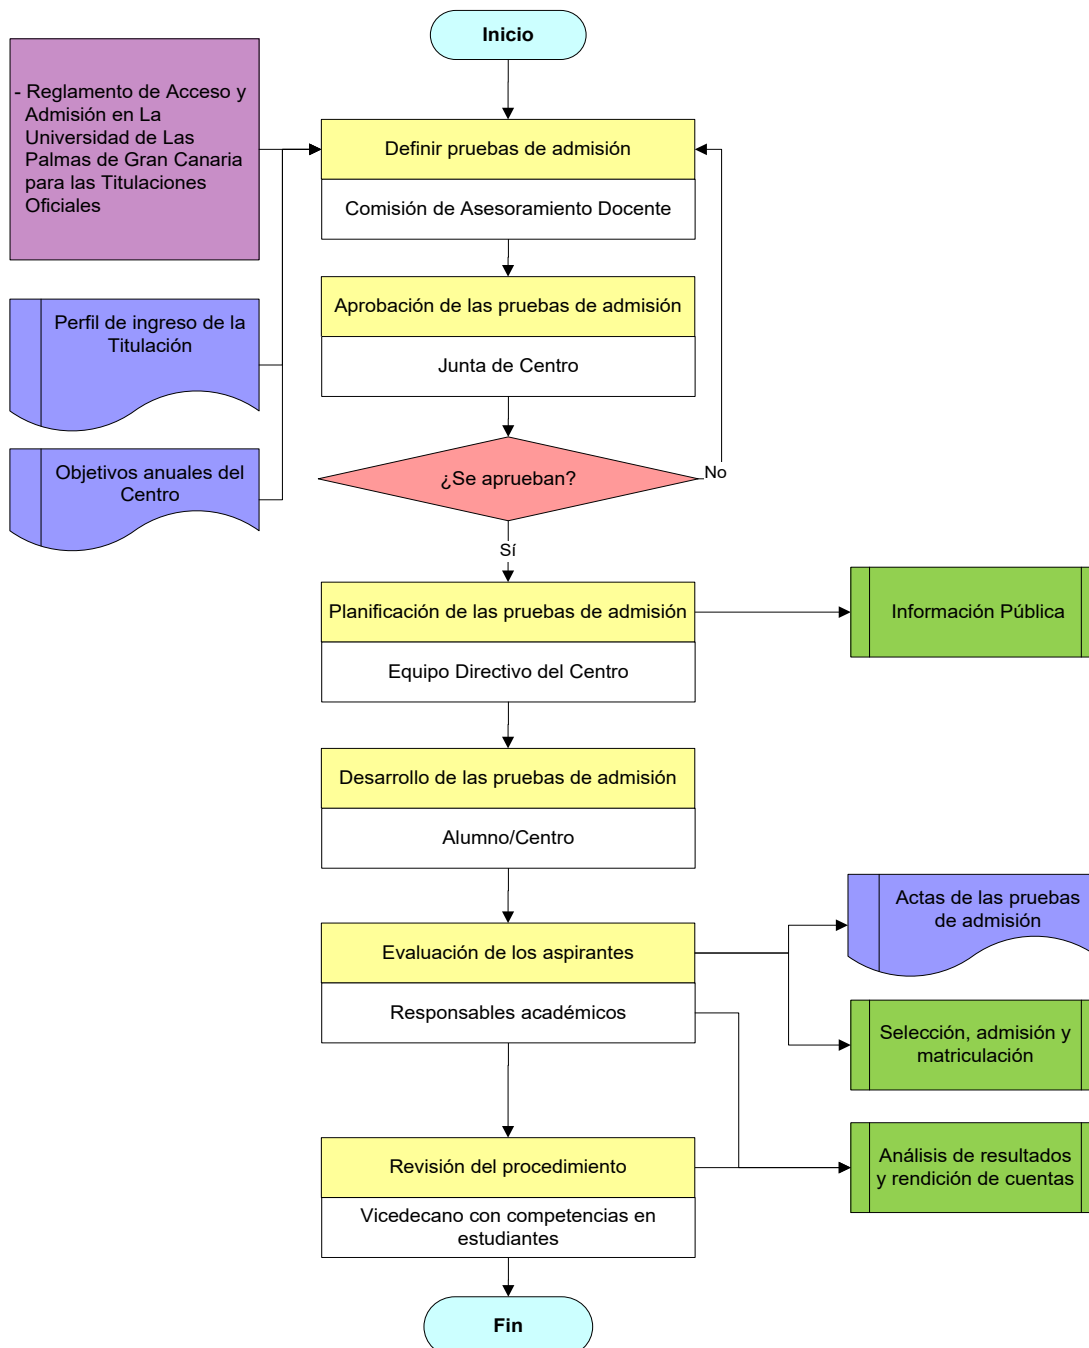 Inicio
- Reglamento de Acceso y
Admisión en La
Universidad de Las
Palmas de Gran Canaria
para las Titulaciones
Oficiales
Definir pruebas de admisión
Comisión de Asesoramiento Docente
Perfil de ingreso de la
Titulación
Aprobación de las pruebas de admisión
Junta de Centro
Objetivos anuales del
Centro
¿Se aprueban?
No
Sí
Planificación de las pruebas de admisión
Equipo Directivo del Centro
Información Pública
Desarrollo de las pruebas de admisión
Alumno/Centro
Evaluación de los aspirantes
Responsables académicos
Actas de las pruebas
de admisión
Selección, admisión y
matriculación
Revisión del procedimiento
Vicedecano con competencias en
estudiantes
Análisis de resultados
y rendición de cuentas
Fin